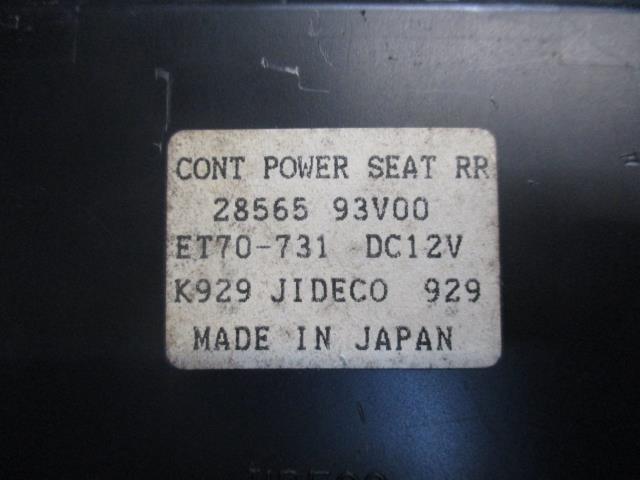 CONT POWER SEAT RR
28565 93V00
ET70-731 DC12V
K929 JIDECO 929
MADE IN JAPAN